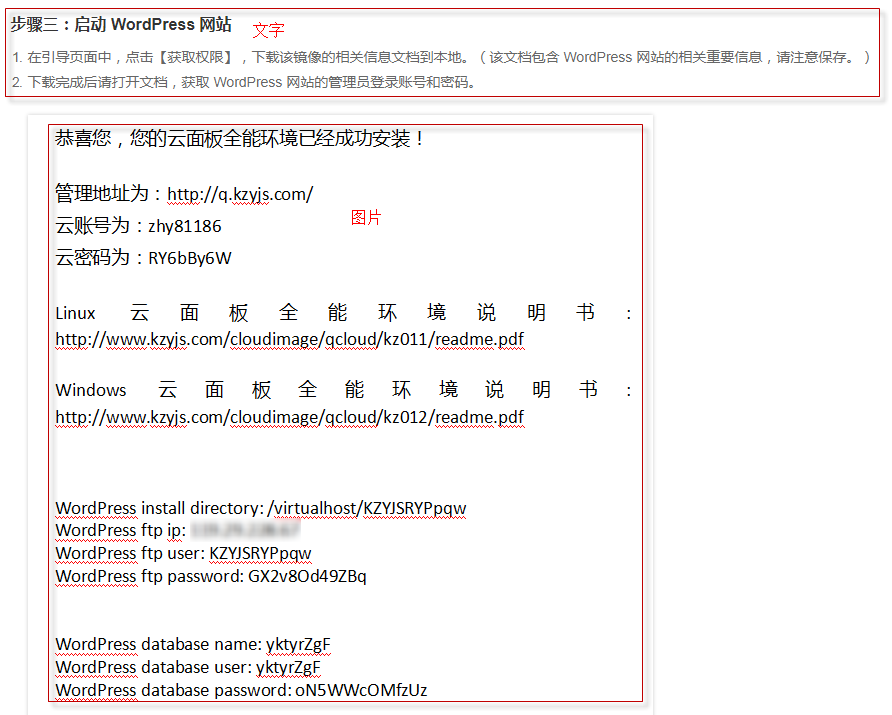 步骤三：启动 WordPress 网站
文字
1. 在引导页面中，点击【获取权限】，下载该镜像的相关信息文档到本地。（该文档包含 WordPress 网站的相关重要信息，请注意保存。）
2. 下载完成后请打开文档，获取 WordPress 网站的管理员登录账号和密码。
恭喜您，您的云面板全能环境已经成功安装！
管理地址为：http://q.kzyjs.com/
云账号为：zhy81186
图片
云密码为：RY6bBy6W
Linux 云面板全能环境说明书：
http://www.kzyjs.com/cloudimage/qcloud/kz011/readme.pdf
Windows 云面板全能环境说明书：
http://www.kzyjs.com/cloudimage/qcloud/kz012/readme.pdf
WordPress install directory: /virtualhost/KZYJSRYPpqw
WordPress ftp ip:
WordPress ftp user: KZYJSRYPpqw
WordPress ftp password: GX2v8Od49ZBq
WordPress database name: yktyrZgF
WordPress database user: yktyrZgF
WordPress database password: oN5WWcOMfzUz